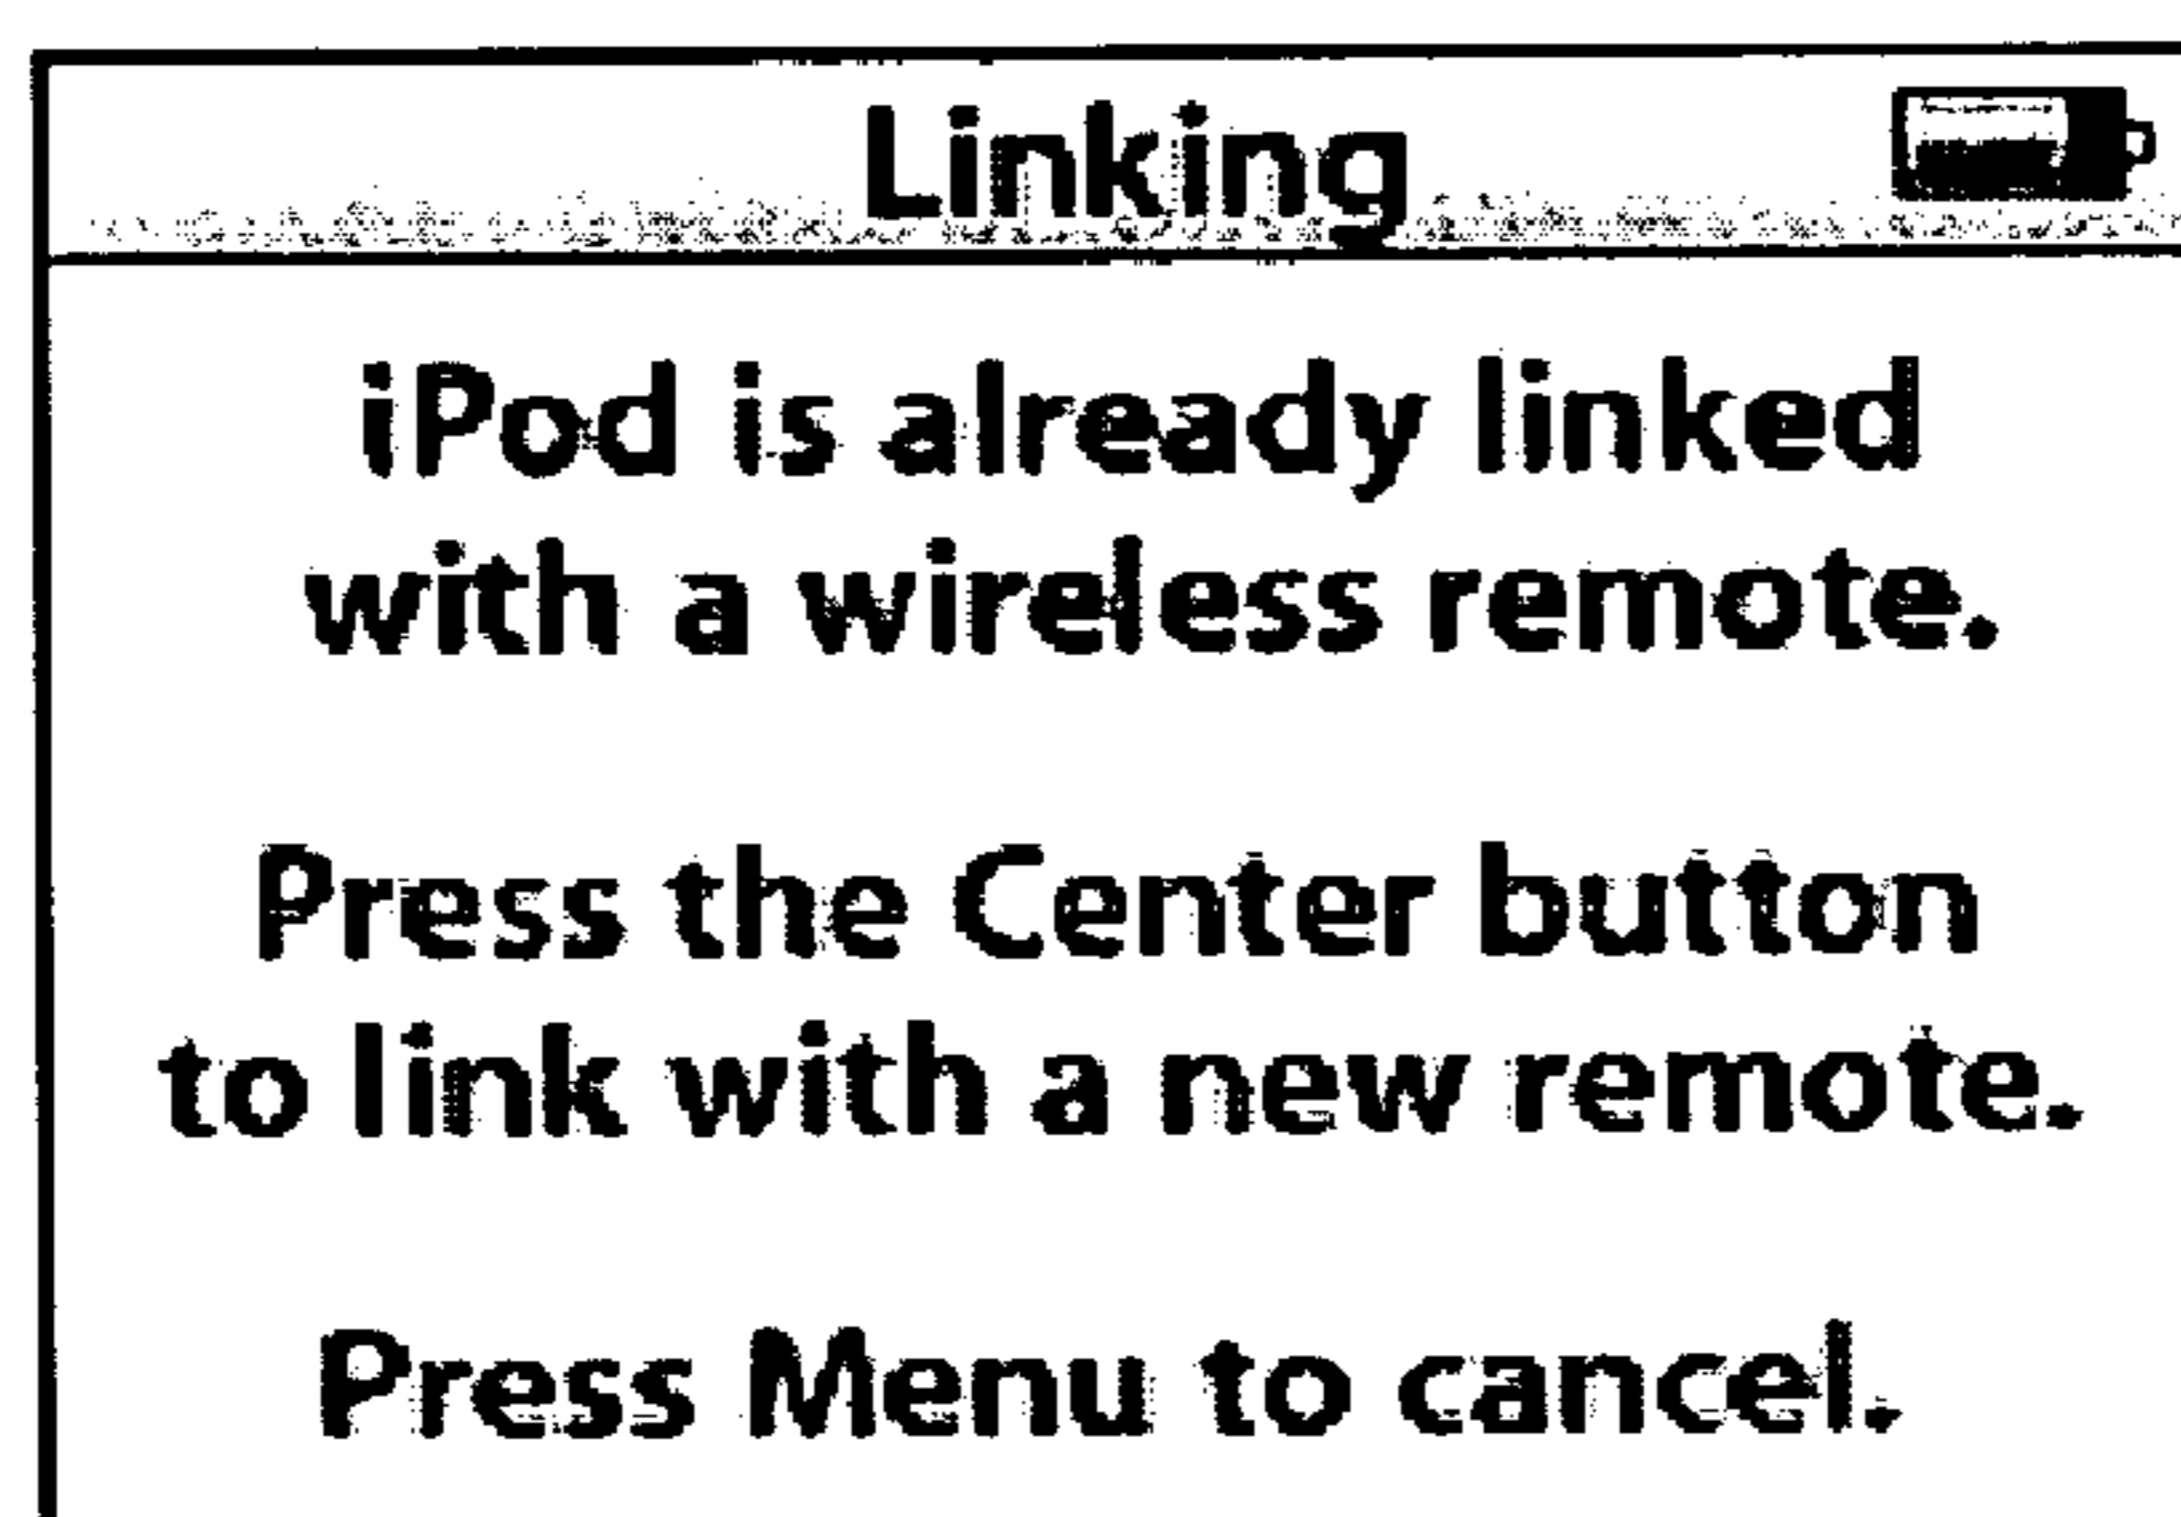 Linking
iPod is already linked
with a wireless remote.
Press the Center button
to link with a new remote.
Press Menu to cancel.